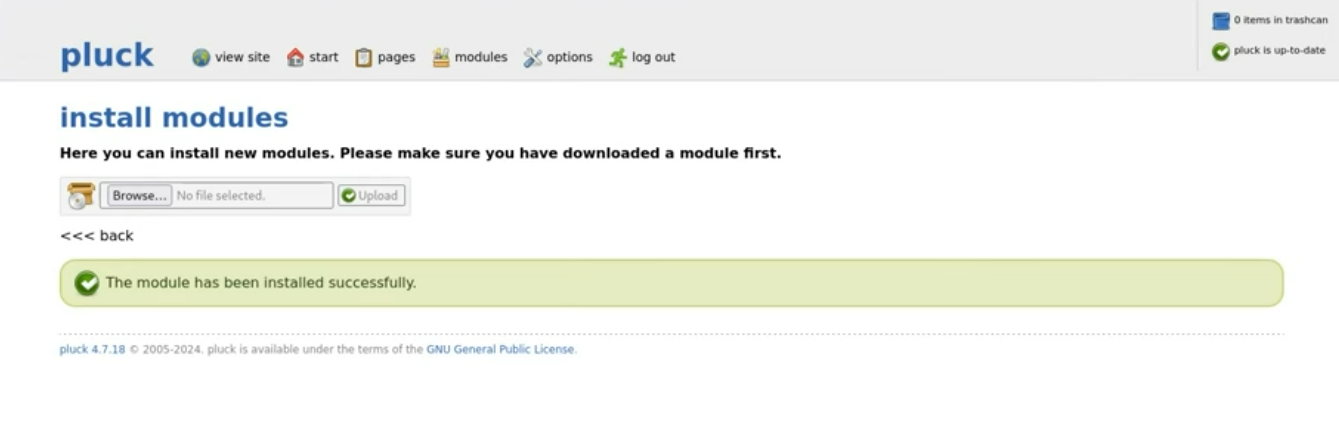 0 items in trashcan
pluck view site start pages modules options log out
pluck is up-to-date
install modules
Here you can install new modules. Please make sure you have downloaded a module first.
Browse... No file selected. Upload
<<< back
The module has been installed successfully.
pluck 4.7.18 © 2005-2024. pluck is available under the terms of the GNU General Public License.